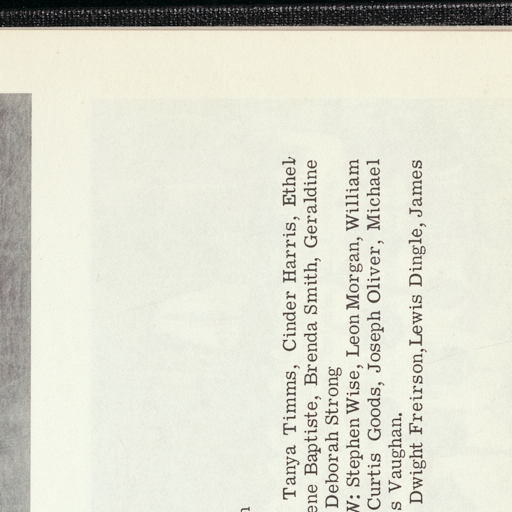 Tanya Timms, Cinder Harris, Ethel
ene Baptiste, Brenda Smith, Geraldine
Deborah Strong
W: Stephen Wise, Leon Morgan, William
Curtis Goods, Joseph Oliver, Michael
s Vaughan.
Dwight Freirson,Lewis Dingle, James